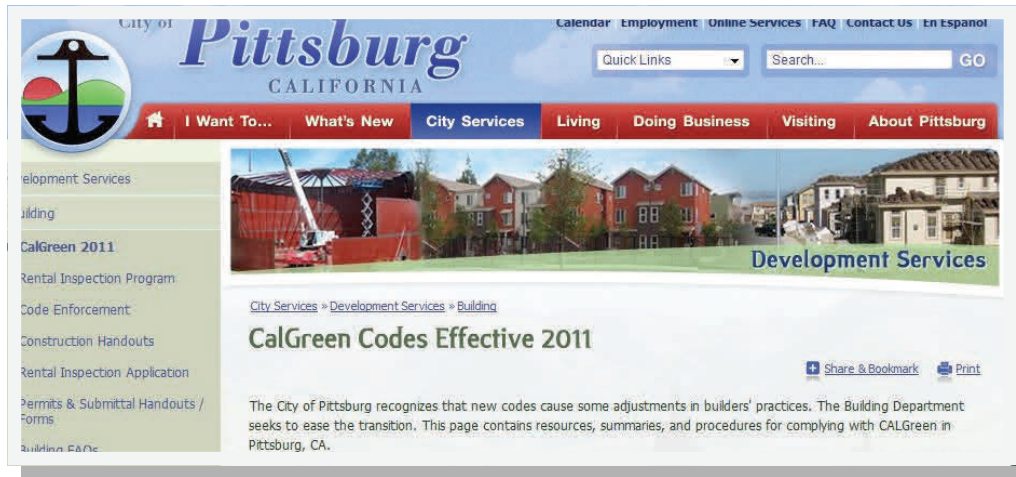 City of
Pittsburg
CALIFORNIA
Calendar Employment Online Services FAQ Contact Us En Espanol
Quick Links
Search...
GO
I Want To...
What's New
City Services
Living
Doing Business
Visiting
About Pittsburg
elopment Services
ilding
CalGreen 2011
Rental Inspection Program
Code Enforcement
Construction Handouts
Rental Inspection Application
Permits & Submittal Handouts /
Forms
Building FAQs
Development Services
City Services » Development Services » Building
CalGreen Codes Effective 2011
Share & Bookmark
Print
The City of Pittsburg recognizes that new codes cause some adjustments in builders' practices. The Building Department
seeks to ease the transition. This page contains resources, summaries, and procedures for complying with CALGreen in
Pittsburg, CA.